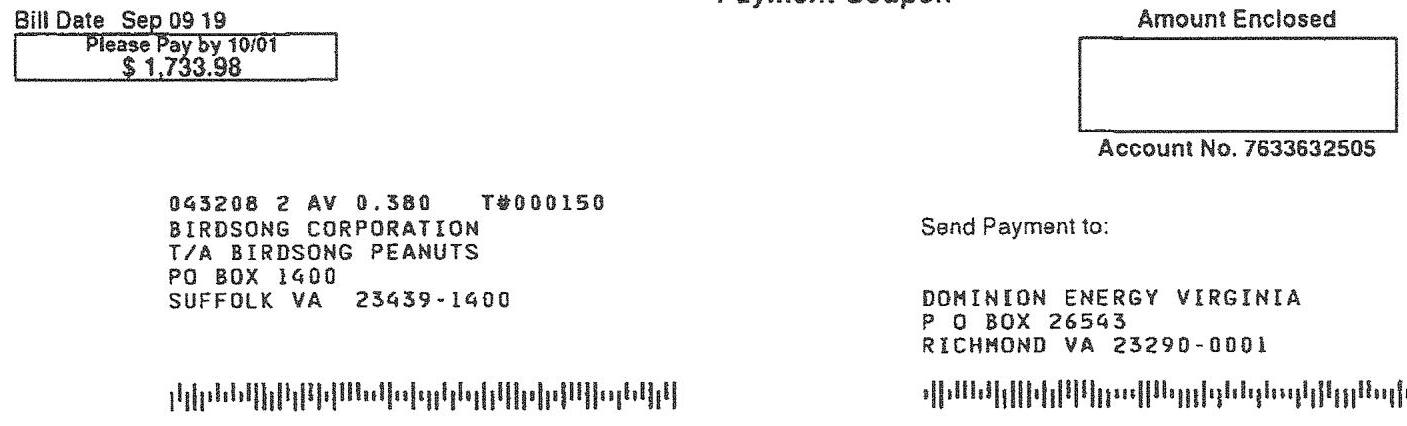 Payment Coupon
Bill Date Sep 09 19
Please Pay by 10/01
$ 1,733.98
Amount Enclosed
Account No. 7633632505
043208 2 AV 0.380 T#000150
BIRDSONG CORPORATION
T/A BIRDSONG PEANUTS
PO BOX 1400
SUFFOLK VA 23439-1400
Send Payment to:
DOMINION ENERGY VIRGINIA
P O BOX 26543
RICHMOND VA 23290-0001